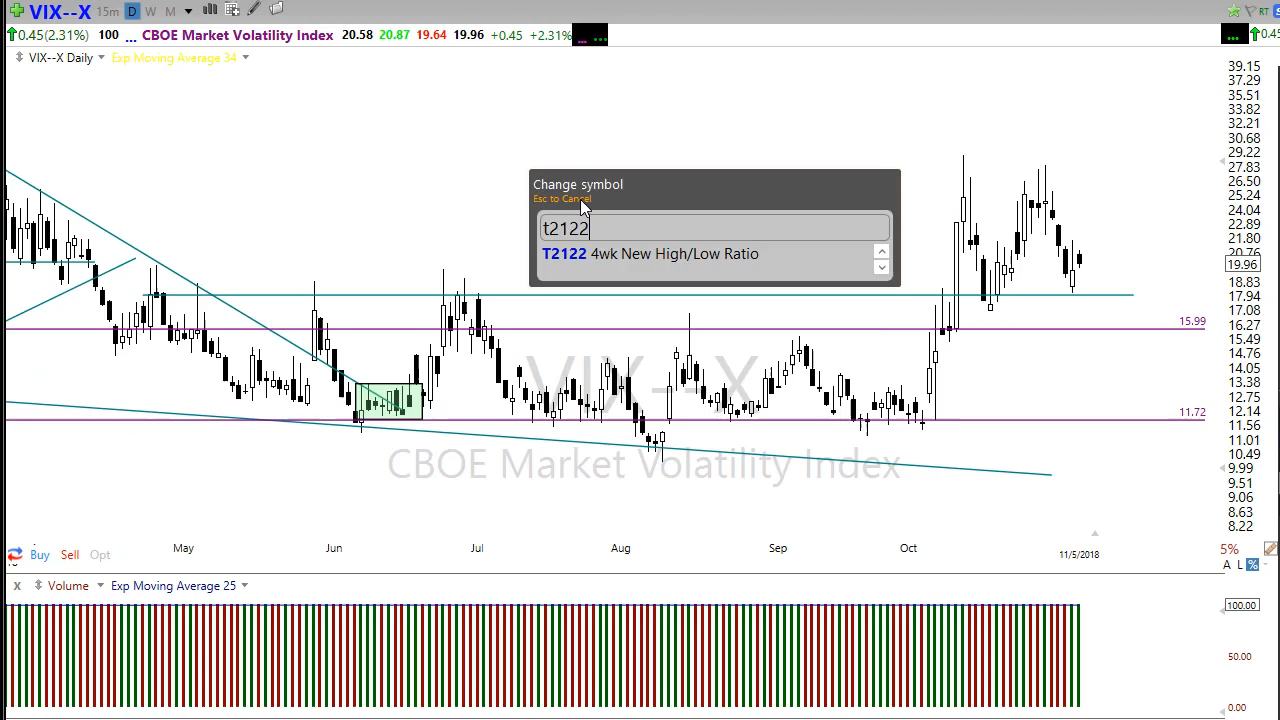 VIX--X 15m D W M RT
0.45(2.31%) 100 ... CBOE Market Volatility Index 20.58 20.87 19.64 19.96 +0.45 +2.31% ... ... ... 0.45
VIX--X Daily Exp Moving Average 34
39.15
37.29
35.51
33.82
32.21
30.68
29.22
27.83
26.50
25.24
24.04
22.89
21.80
20.76
19.96
18.83
17.94
17.08
16.27
15.49
14.76
14.05
13.38
12.75
12.14
11.56
11.01
10.49
9.99
9.51
9.06
8.63
8.22
Change symbol
Esc to Cancel
t2122
T2122 4wk New High/Low Ratio
15.99
11.72
VIX--X
CBOE Market Volatility Index
May Jun Jul Aug Sep Oct 11/5/2018
Buy Sell Opt 5%
A L %
X Volume Exp Moving Average 25
100.00
50.00
0.00